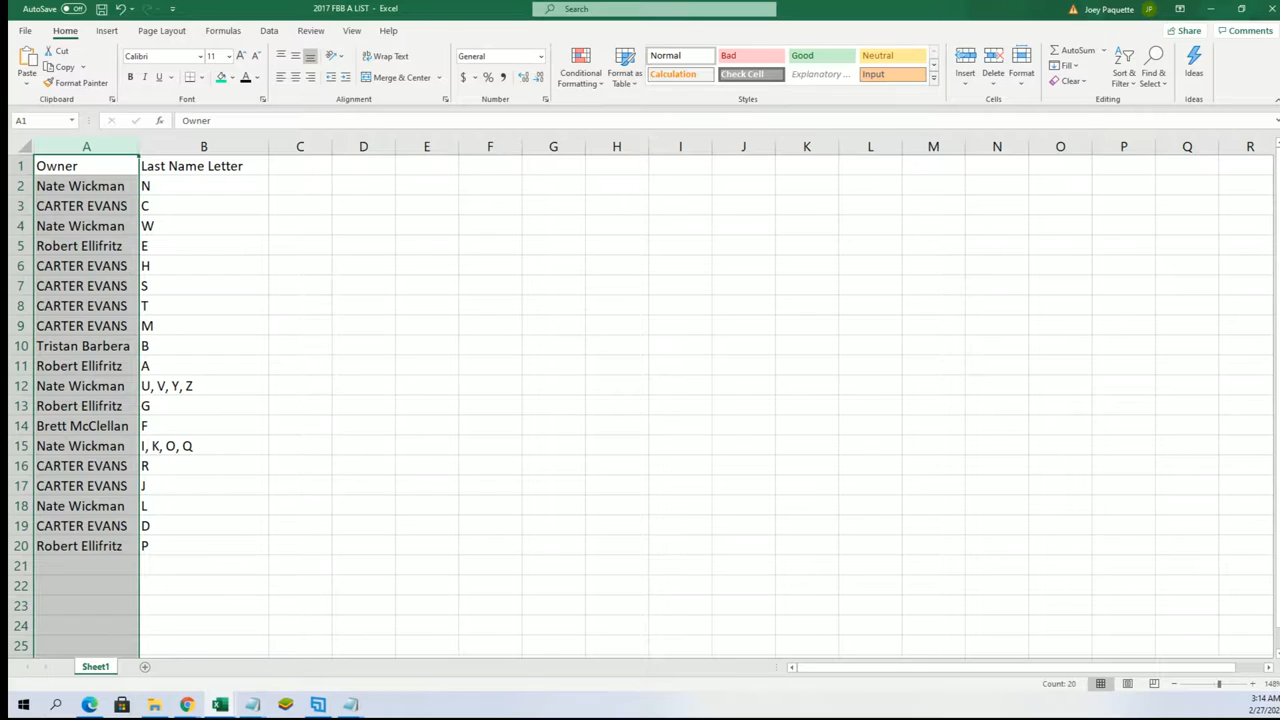 AutoSave Off 2017 FBB A LIST - Excel Search Joey Paquette JP
File Home Insert Page Layout Formulas Data Review View Help Share Comments
Paste Cut Copy Format Painter Clipboard
Calibri 11 A A B I U A Font
ab Wrap Text Merge & Center Alignment
General $ % , Number
Conditional Formatting Format as Table
Normal Bad Good Neutral
Calculation Check Cell Explanatory ... Input
Styles
Insert Delete Format Cells
AutoSum Fill Clear Sort & Filter Find & Select Editing
Ideas Ideas
A1 fx Owner
A B C D E F G H I J K L M N O P Q R
1 Owner Last Name Letter
2 Nate Wickman N
3 CARTER EVANS C
4 Nate Wickman W
5 Robert Ellifritz E
6 CARTER EVANS H
7 CARTER EVANS S
8 CARTER EVANS T
9 CARTER EVANS M
10 Tristan Barbera B
11 Robert Ellifritz A
12 Nate Wickman U, V, Y, Z
13 Robert Ellifritz G
14 Brett McClellan F
15 Nate Wickman I, K, O, Q
16 CARTER EVANS R
17 CARTER EVANS J
18 Nate Wickman L
19 CARTER EVANS D
20 Robert Ellifritz P
21
22
23
24
25
Sheet1
Count: 20 148%
3:14 AM
2/27/202